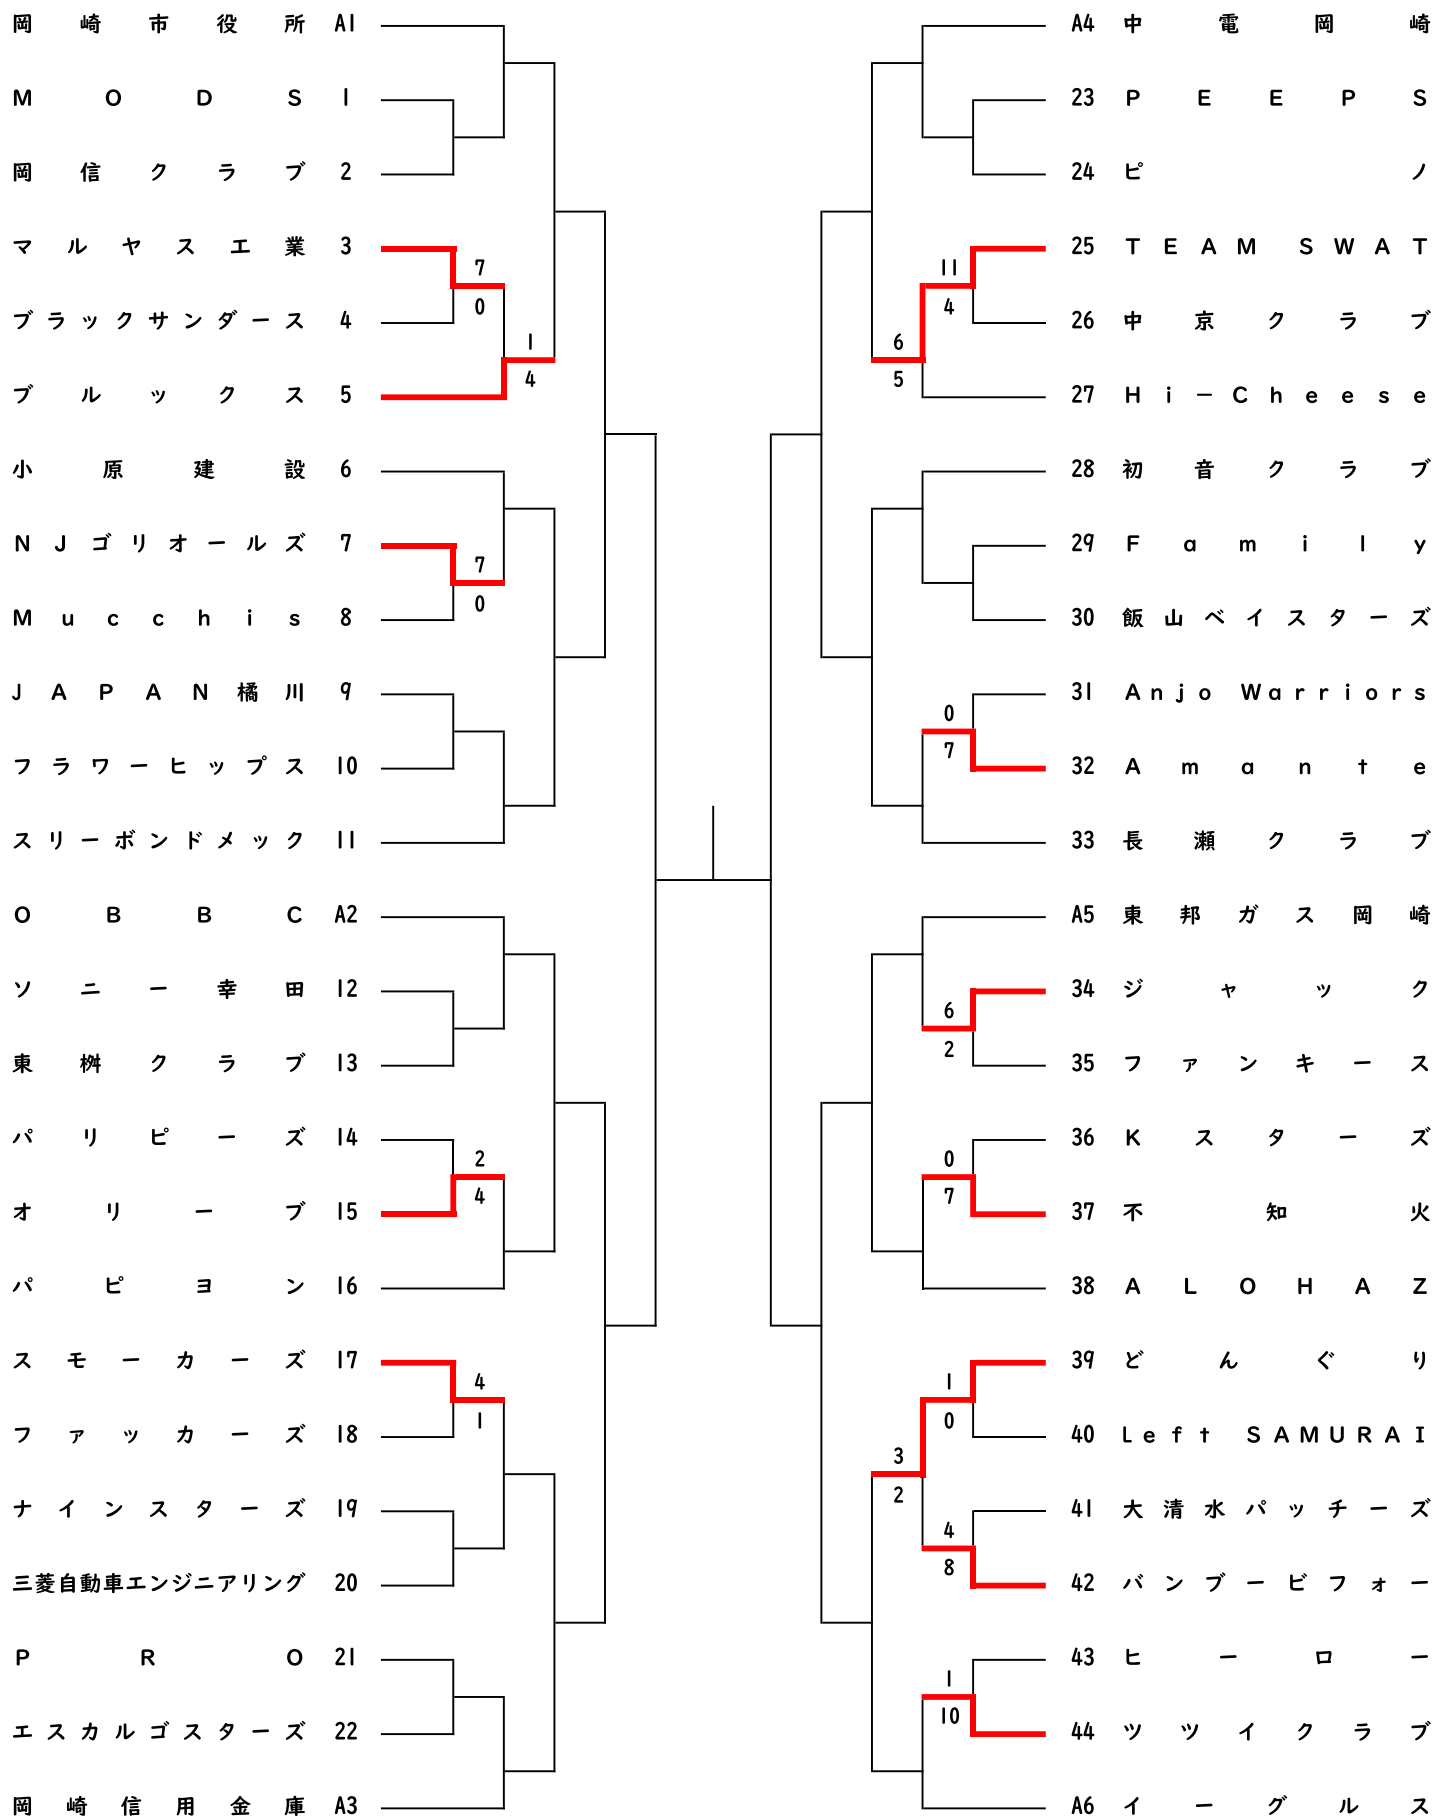 岡崎市役所 A1
MODS 1
岡信クラブ 2
マルヤス工業 3
7
0
ブラックサンダース 4
1
4
ブルックス 5
小原建設 6
NJゴリオールズ 7
7
0
Mucchis 8
JAPAN橘川 9
フラワーヒップス 10
スリーボンドメック 11
OBBC A2
ソニー幸田 12
東桝クラブ 13
パリピーズ 14
2
4
オリーブ 15
パピヨン 16
スモーカーズ 17
4
1
ファッカーズ 18
ナインスターズ 19
三菱自動車エンジニアリング 20
PRO 21
エスカルゴスターズ 22
岡崎信用金庫 A3
A4 中電岡崎
23 PEEPS
24 ピノ
25 TEAM SWAT
11
4
26 中京クラブ
6
5
27 Hi-Cheese
28 初音クラブ
29 Family
30 飯山ベイスターズ
31 Anjo Warriors
0
7
32 Amante
33 長瀬クラブ
A5 東邦ガス岡崎
34 ジャック
6
2
35 ファンキース
36 Kスターズ
0
7
37 不知火
38 ALOHAZ
39 どんぐり
1
0
40 Left SAMURAI
3
2
41 大清水パッチーズ
4
8
42 バンブービフォー
43 ヒーロー
1
10
44 ツツイクラブ
A6 イーグルス